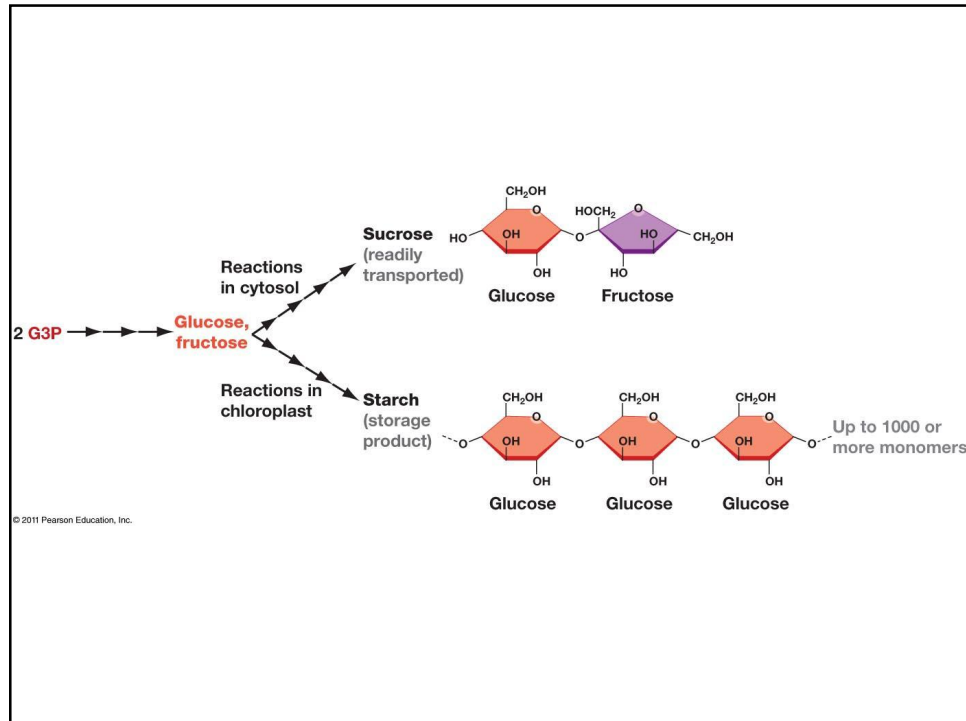 CH₂OH
O
HO
OH
OH
Glucose
O
HOCH₂
O
HO
HO
CH₂OH
Fructose
Sucrose
(readily
transported)
Reactions
in cytosol
2 G3P
Glucose,
fructose
Reactions in
chloroplast
Starch
(storage
product)
O
CH₂OH
O
OH
OH
Glucose
O
CH₂OH
O
OH
OH
Glucose
O
CH₂OH
O
OH
OH
Glucose
O
Up to 1000 or
more monomers
© 2011 Pearson Education, Inc.